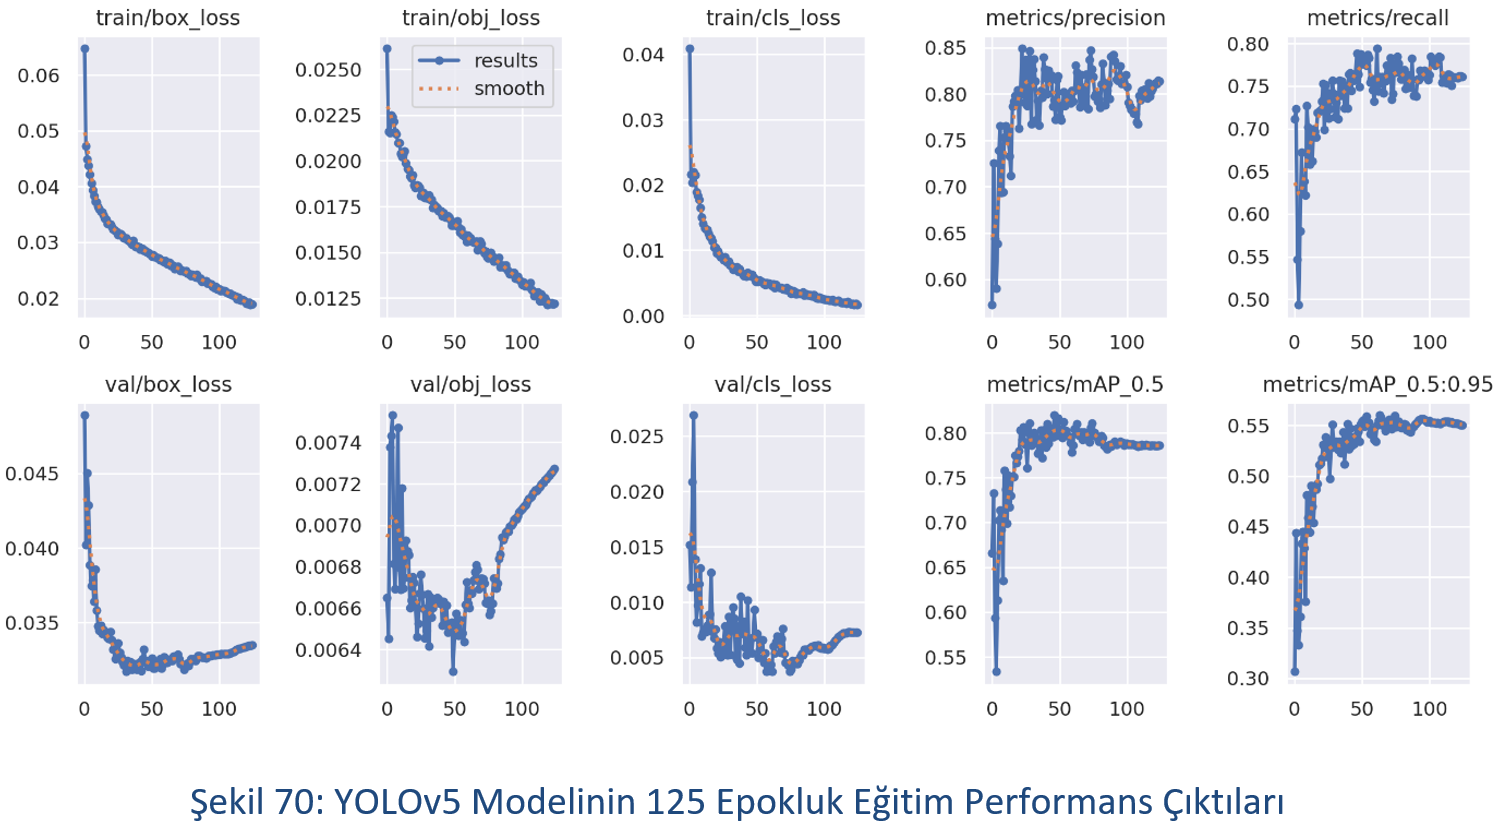 train/box_loss
train/obj_loss
train/cls_loss
metrics/precision
metrics/recall
0.06
0.05
0.04
0.03
0.02
0 50 100
0.0250
0.0225
0.0200
0.0175
0.0150
0.0125
results
smooth
0 50 100
0.04
0.03
0.02
0.01
0.00
0 50 100
0.85
0.80
0.75
0.70
0.65
0.60
0 50 100
0.80
0.75
0.70
0.65
0.60
0.55
0.50
0 50 100
val/box_loss
val/obj_loss
val/cls_loss
metrics/mAP_0.5
metrics/mAP_0.5:0.95
0.045
0.040
0.035
0 50 100
0.0074
0.0072
0.0070
0.0068
0.0066
0.0064
0 50 100
0.025
0.020
0.015
0.010
0.005
0 50 100
0.80
0.75
0.70
0.65
0.60
0.55
0 50 100
0.55
0.50
0.45
0.40
0.35
0.30
0 50 100
Şekil 70: YOLOv5 Modelinin 125 Epokluk Eğitim Performans Çıktıları